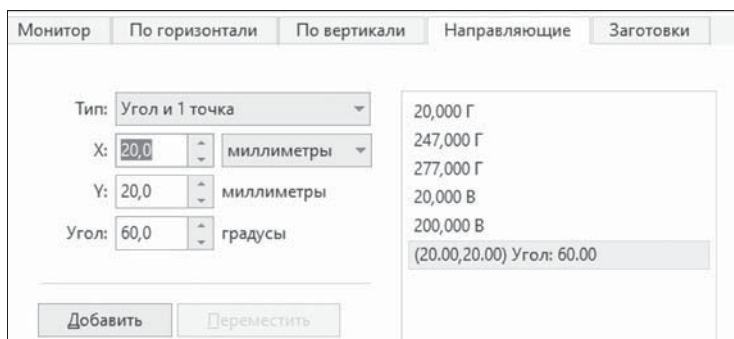 Монитор По горизонтали По вертикали Направляющие Заготовки
Тип: Угол и 1 точка
X: 20,0 миллиметры
Y: 20,0 миллиметры
Угол: 60,0 градусы
Добавить Переместить
20,000 Г
247,000 Г
277,000 Г
20,000 В
200,000 В
(20.00,20.00) Угол: 60.00